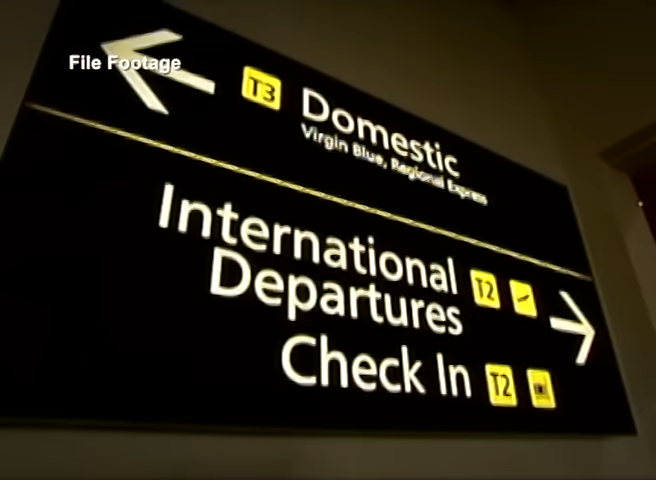 File Footage
T3 Domestic
Virgin Blue, Regional Express
International
Departures T2
Check In T2